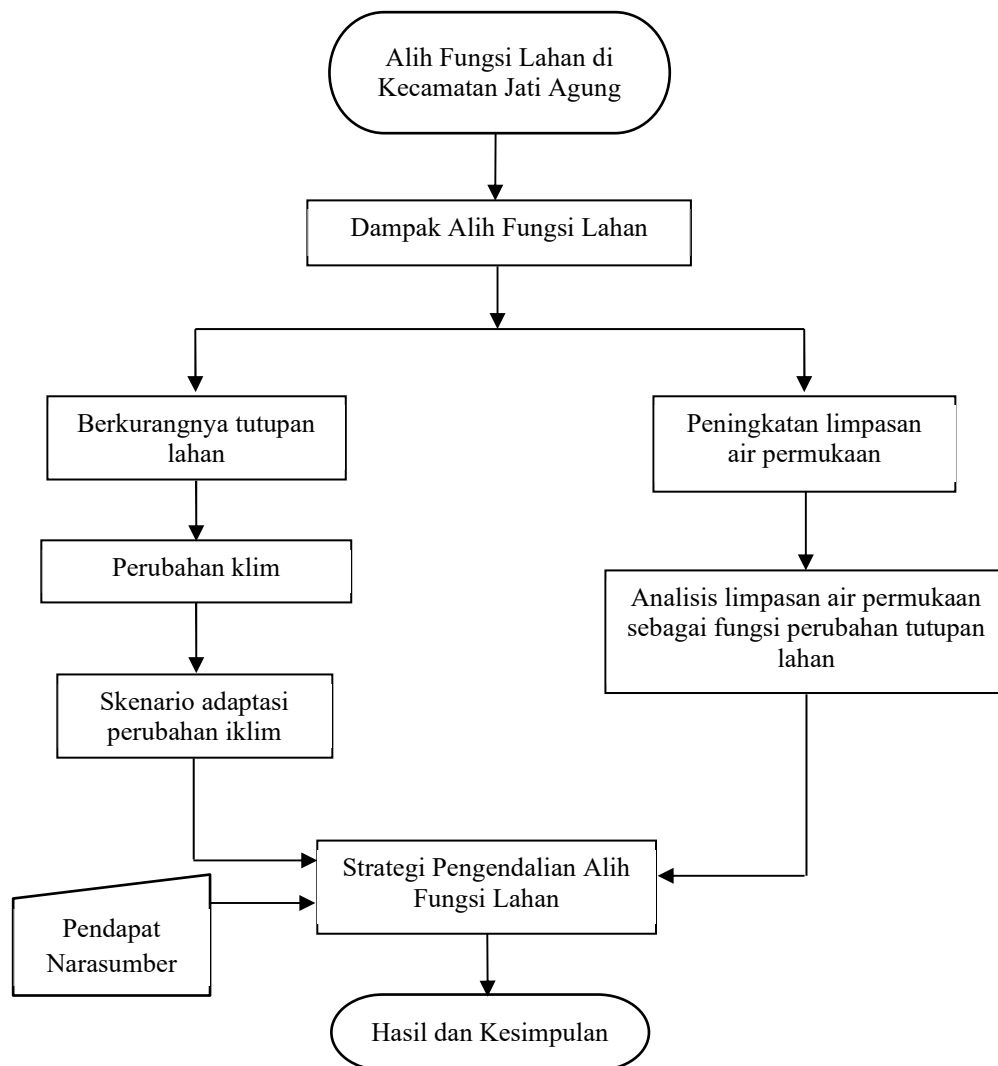 Alih Fungsi Lahan di
Kecamatan Jati Agung
Dampak Alih Fungsi Lahan
Berkurangnya tutupan
lahan
Peningkatan limpasan
air permukaan
Perubahan klim
Analisis limpasan air permukaan
sebagai fungsi perubahan tutupan
lahan
Skenario adaptasi
perubahan iklim
Strategi Pengendalian Alih
Fungsi Lahan
Pendapat
Narasumber
Hasil dan Kesimpulan